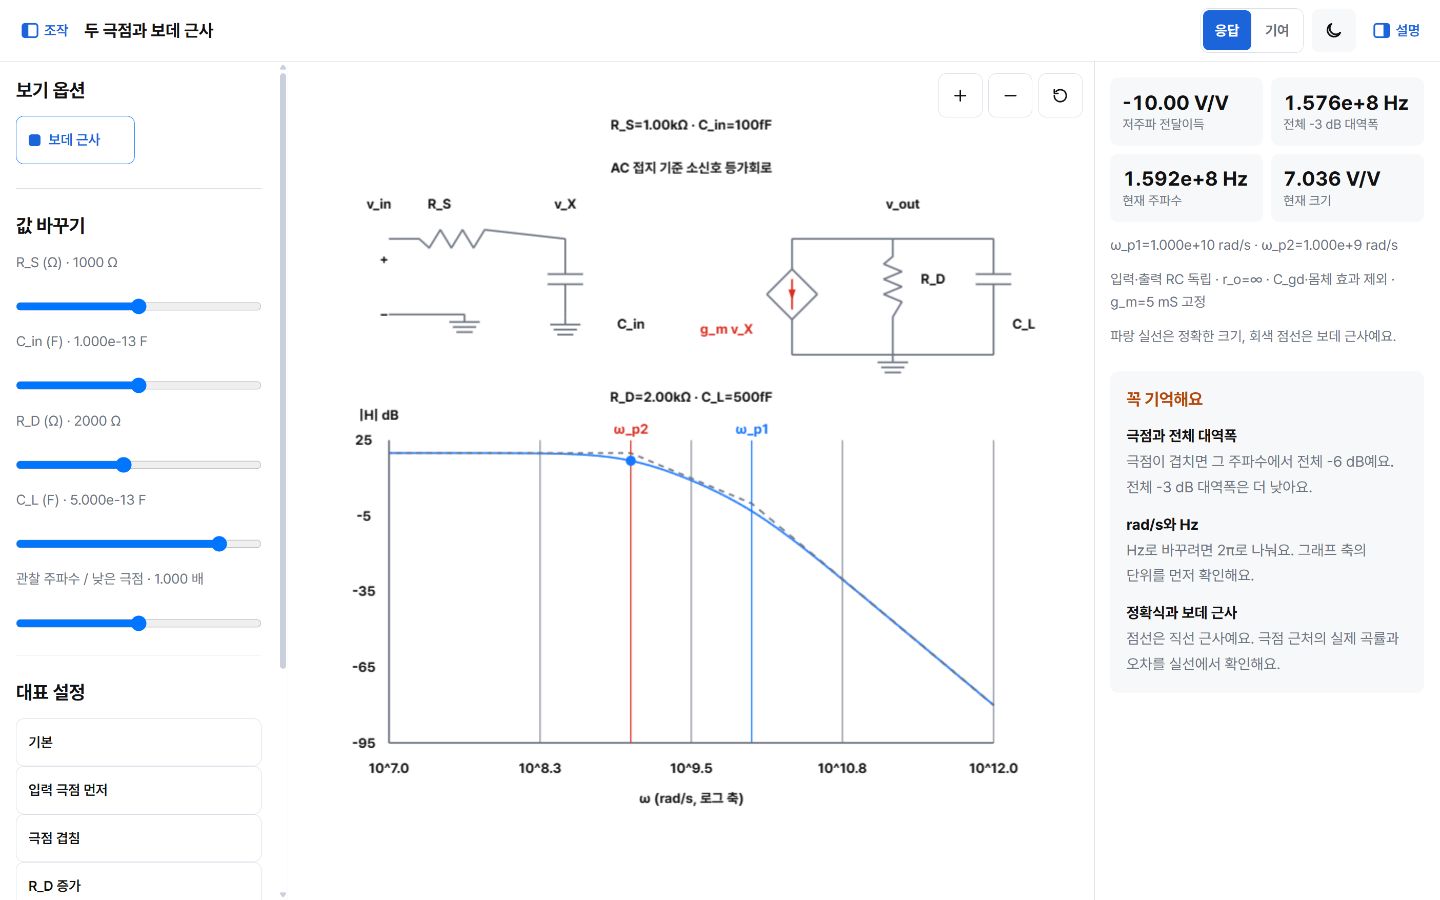 조작
두 극점과 보데 근사
응답
기여
설명
보기 옵션
보데 근사
값 바꾸기
R_S (Ω) · 1000 Ω
C_in (F) · 1.000e-13 F
R_D (Ω) · 2000 Ω
C_L (F) · 5.000e-13 F
관찰 주파수 / 낮은 극점 · 1.000 배
대표 설정
기본
입력 극점 먼저
극점 겹침
R_D 증가
+
−
R_S=1.00kΩ · C_in=100fF
AC 접지 기준 소신호 등가회로
v_in
R_S
v_X
v_out
+
−
C_in
g_m v_X
R_D
C_L
R_D=2.00kΩ · C_L=500fF
|H| dB
ω_p2
ω_p1
25
-5
-35
-65
-95
10^7.0
10^8.3
10^9.5
10^10.8
10^12.0
ω (rad/s, 로그 축)
-10.00 V/V
저주파 전달이득
1.576e+8 Hz
전체 -3 dB 대역폭
1.592e+8 Hz
현재 주파수
7.036 V/V
현재 크기
ω_p1=1.000e+10 rad/s · ω_p2=1.000e+9 rad/s
입력·출력 RC 독립 · r_o=∞ · C_gd·몸체 효과 제외 ·
g_m=5 mS 고정
파랑 실선은 정확한 크기, 회색 점선은 보데 근사예요.
꼭 기억해요
극점과 전체 대역폭
극점이 겹치면 그 주파수에서 전체 -6 dB예요.
전체 -3 dB 대역폭은 더 낮아요.
rad/s와 Hz
Hz로 바꾸려면 2π로 나눠요. 그래프 축의
단위를 먼저 확인해요.
정확식과 보데 근사
점선은 직선 근사예요. 극점 근처의 실제 곡률과
오차를 실선에서 확인해요.